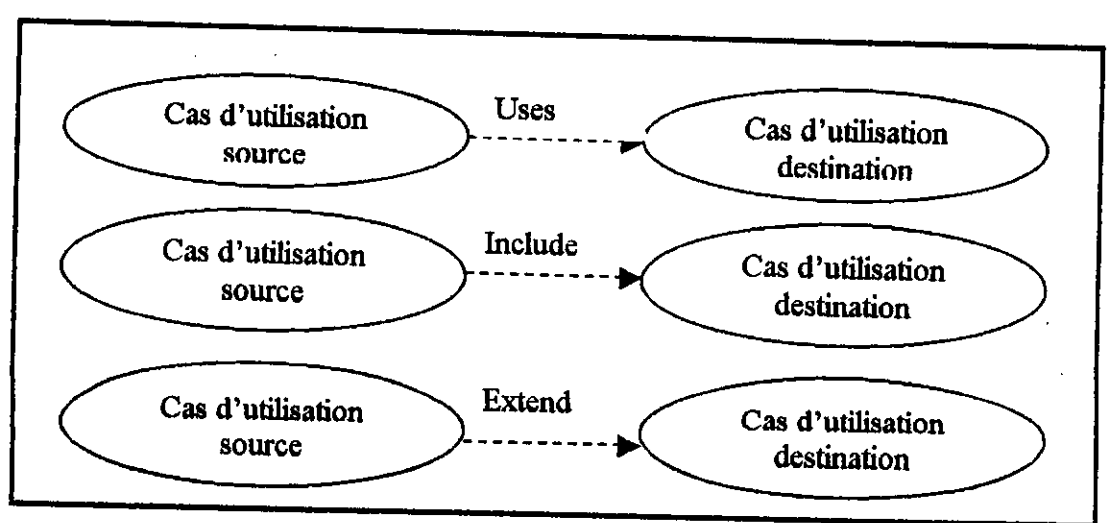 Cas d'utilisation
source
Uses
Cas d'utilisation
destination
Cas d'utilisation
source
Include
Cas d'utilisation
destination
Cas d'utilisation
source
Extend
Cas d'utilisation
destination